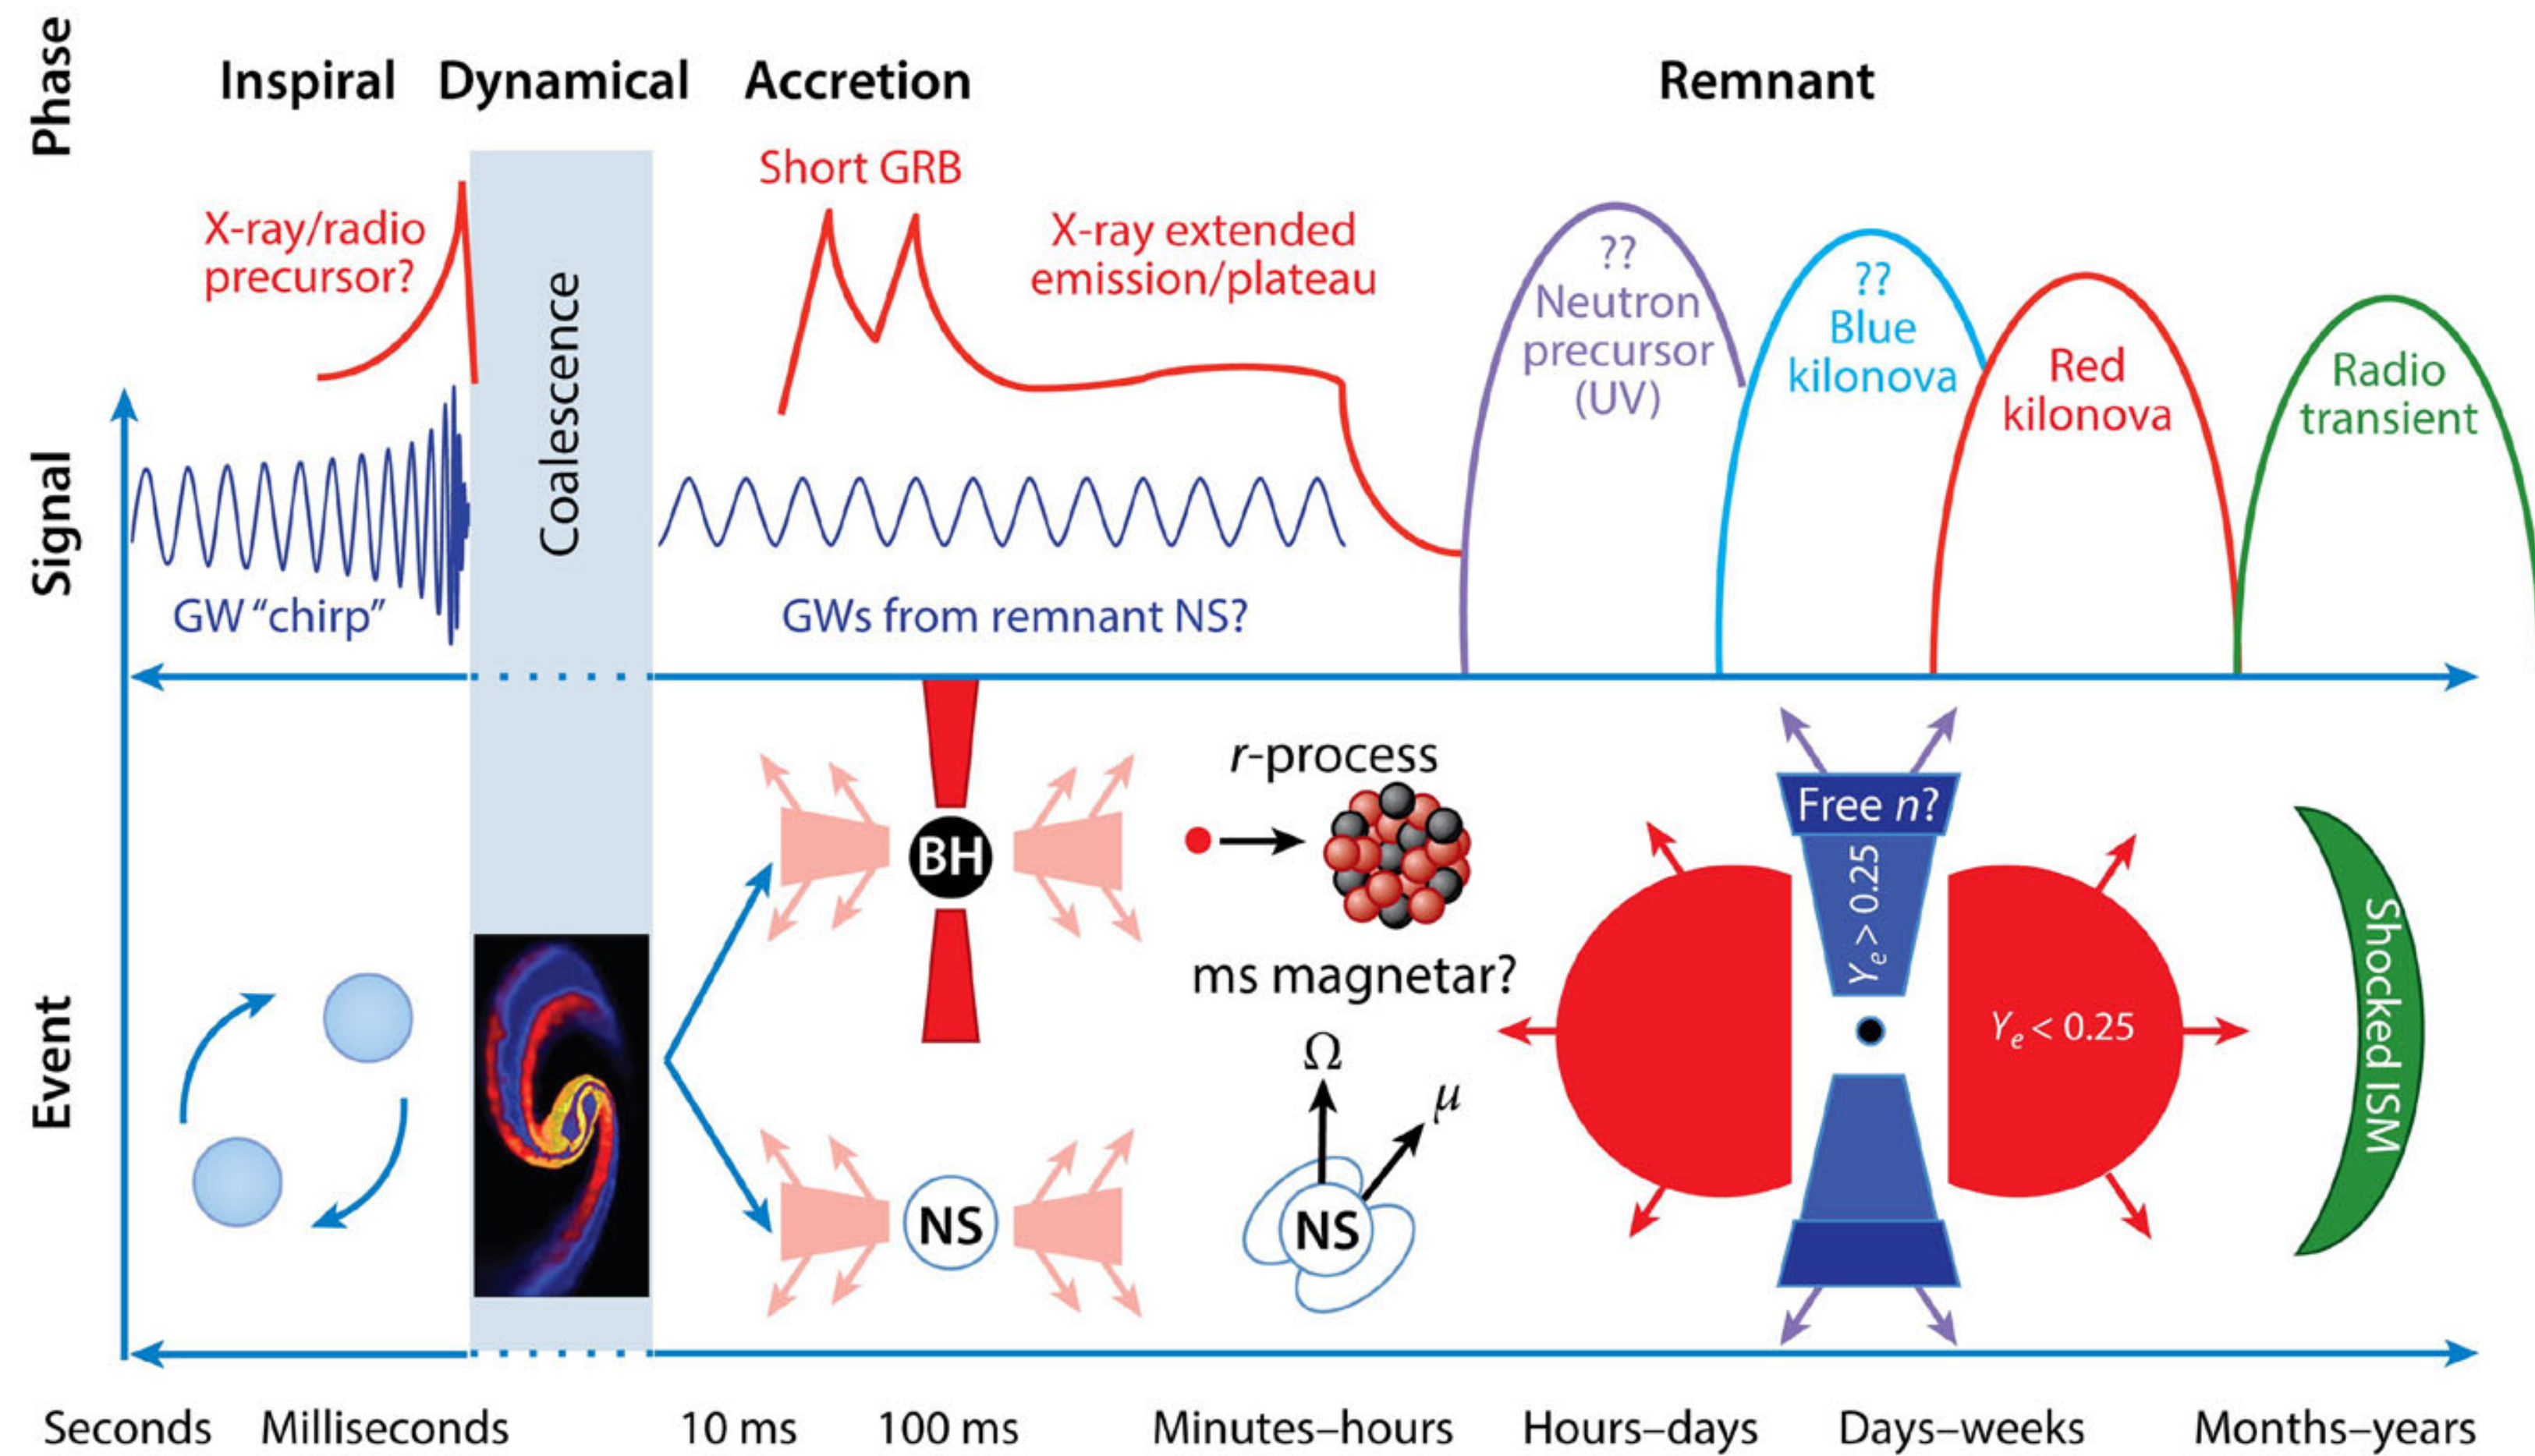 Phase
Inspiral
Dynamical
Accretion
Remnant
Signal
X-ray/radio
precursor?
GW “chirp”
Coalescence
Short GRB
X-ray extended
emission/plateau
GWs from remnant NS?
??
Neutron
precursor
(UV)
??
Blue
kilonova
Red
kilonova
Radio
transient
Event
BH
NS
r-process
ms magnetar?
Ω
μ
NS
Free n?
Ye > 0.25
Ye < 0.25
Shocked ISM
Seconds
Milliseconds
10 ms
100 ms
Minutes–hours
Hours–days
Days–weeks
Months–years